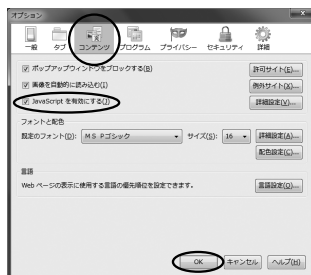 オプション
一般 タブ コンテンツ プログラム プライバシー セキュリティ 詳細
ポップアップウィンドウをブロックする(B) 許可サイト(E)...
画像を自動的に読み込む(I) 例外サイト(X)...
JavaScript を有効にする(J) 詳細設定(V)...
フォントと配色
既定のフォント(D): MS Pゴシック サイズ(S): 16 詳細設定(A)...
配色設定(C)...
言語
Web ページの表示に使用する言語の優先順位を設定できます。 言語設定(O)...
OK キャンセル ヘルプ(H)